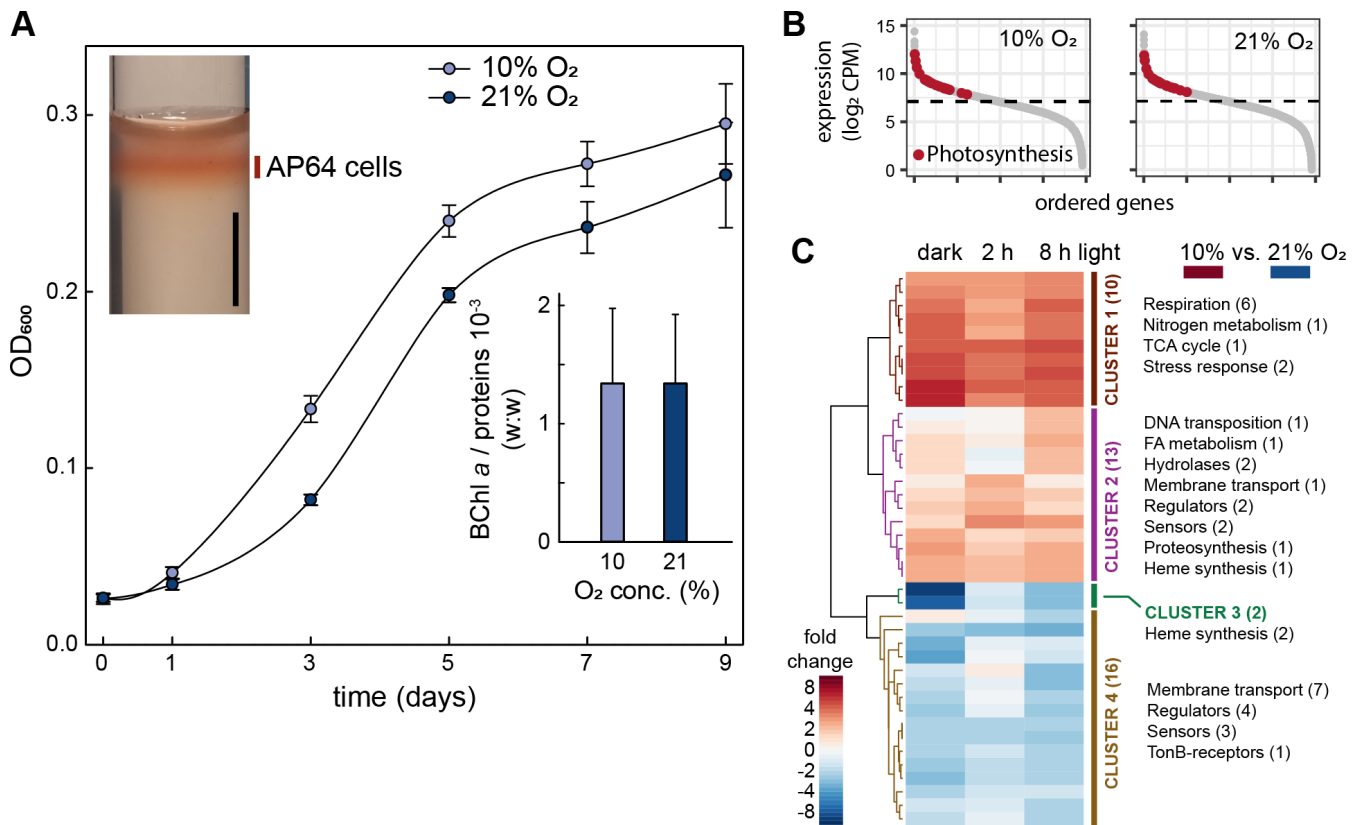 A
0.3
0.2
0.1
0.0
OD₆₀₀
0
1
3
5
7
9
time (days)
10% O₂
21% O₂
AP64 cells
2
1
0
BChl a / proteins 10⁻³
(w:w)
10
21
O₂ conc. (%)
B
expression
(log₂ CPM)
15
10
5
0
10% O₂
21% O₂
Photosynthesis
ordered genes
C
dark
2 h
8 h light
10% vs. 21% O₂
CLUSTER 1 (10)
Respiration (6)
Nitrogen metabolism (1)
TCA cycle (1)
Stress response (2)
CLUSTER 2 (13)
DNA transposition (1)
FA metabolism (1)
Hydrolases (2)
Membrane transport (1)
Regulators (2)
Sensors (2)
Proteosynthesis (1)
Heme synthesis (1)
CLUSTER 3 (2)
Heme synthesis (2)
CLUSTER 4 (16)
Membrane transport (7)
Regulators (4)
Sensors (3)
TonB-receptors (1)
fold
change
8
4
2
0
-2
-4
-8